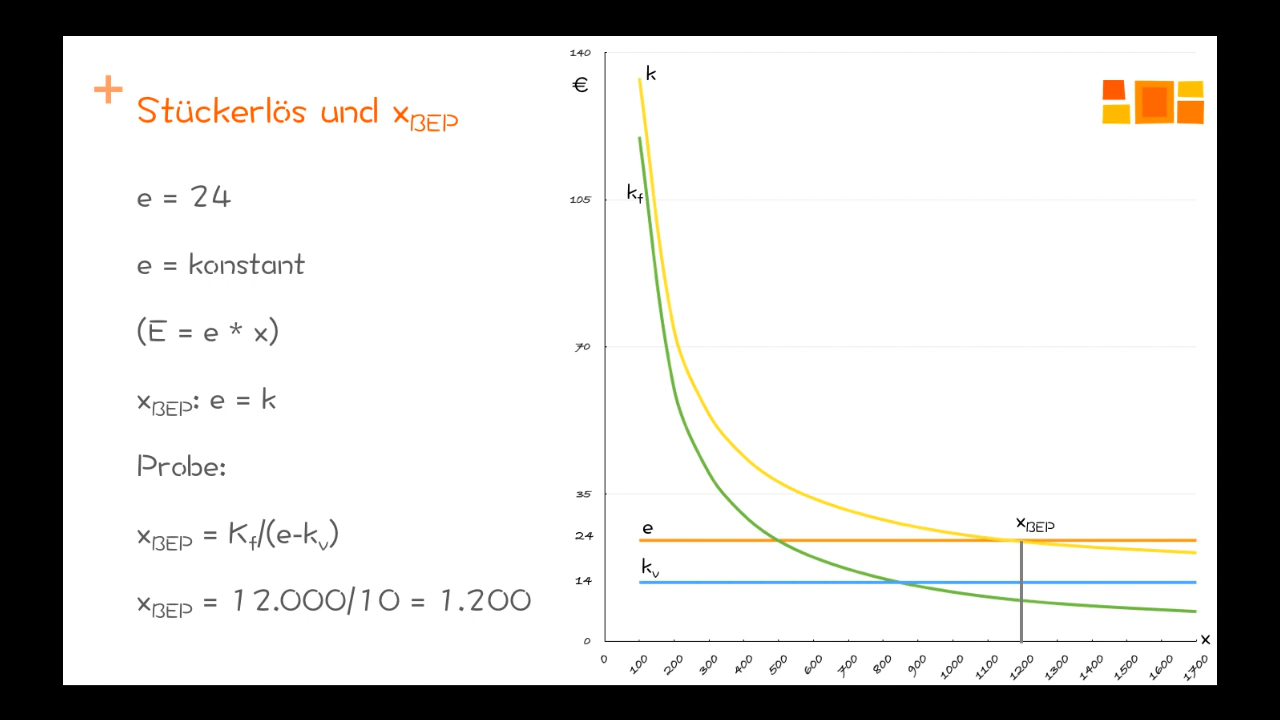 +
Stückerlös und xBEP
e = 24
e = konstant
(E = e * x)
xBEP: e = k
Probe:
xBEP = Kf/(e-kv)
xBEP = 12.000/10 = 1.200
140
€
k
105
kf
70
35
xBEP
24
e
14
kv
0
x
0 100 200 300 400 500 600 700 800 900 1000 1100 1200 1300 1400 1500 1600 1700